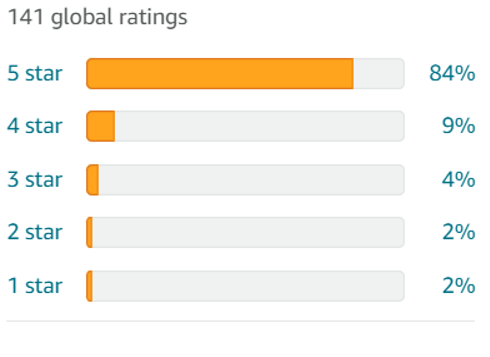 141 global ratings
5 star 84%
4 star 9%
3 star 4%
2 star 2%
1 star 2%